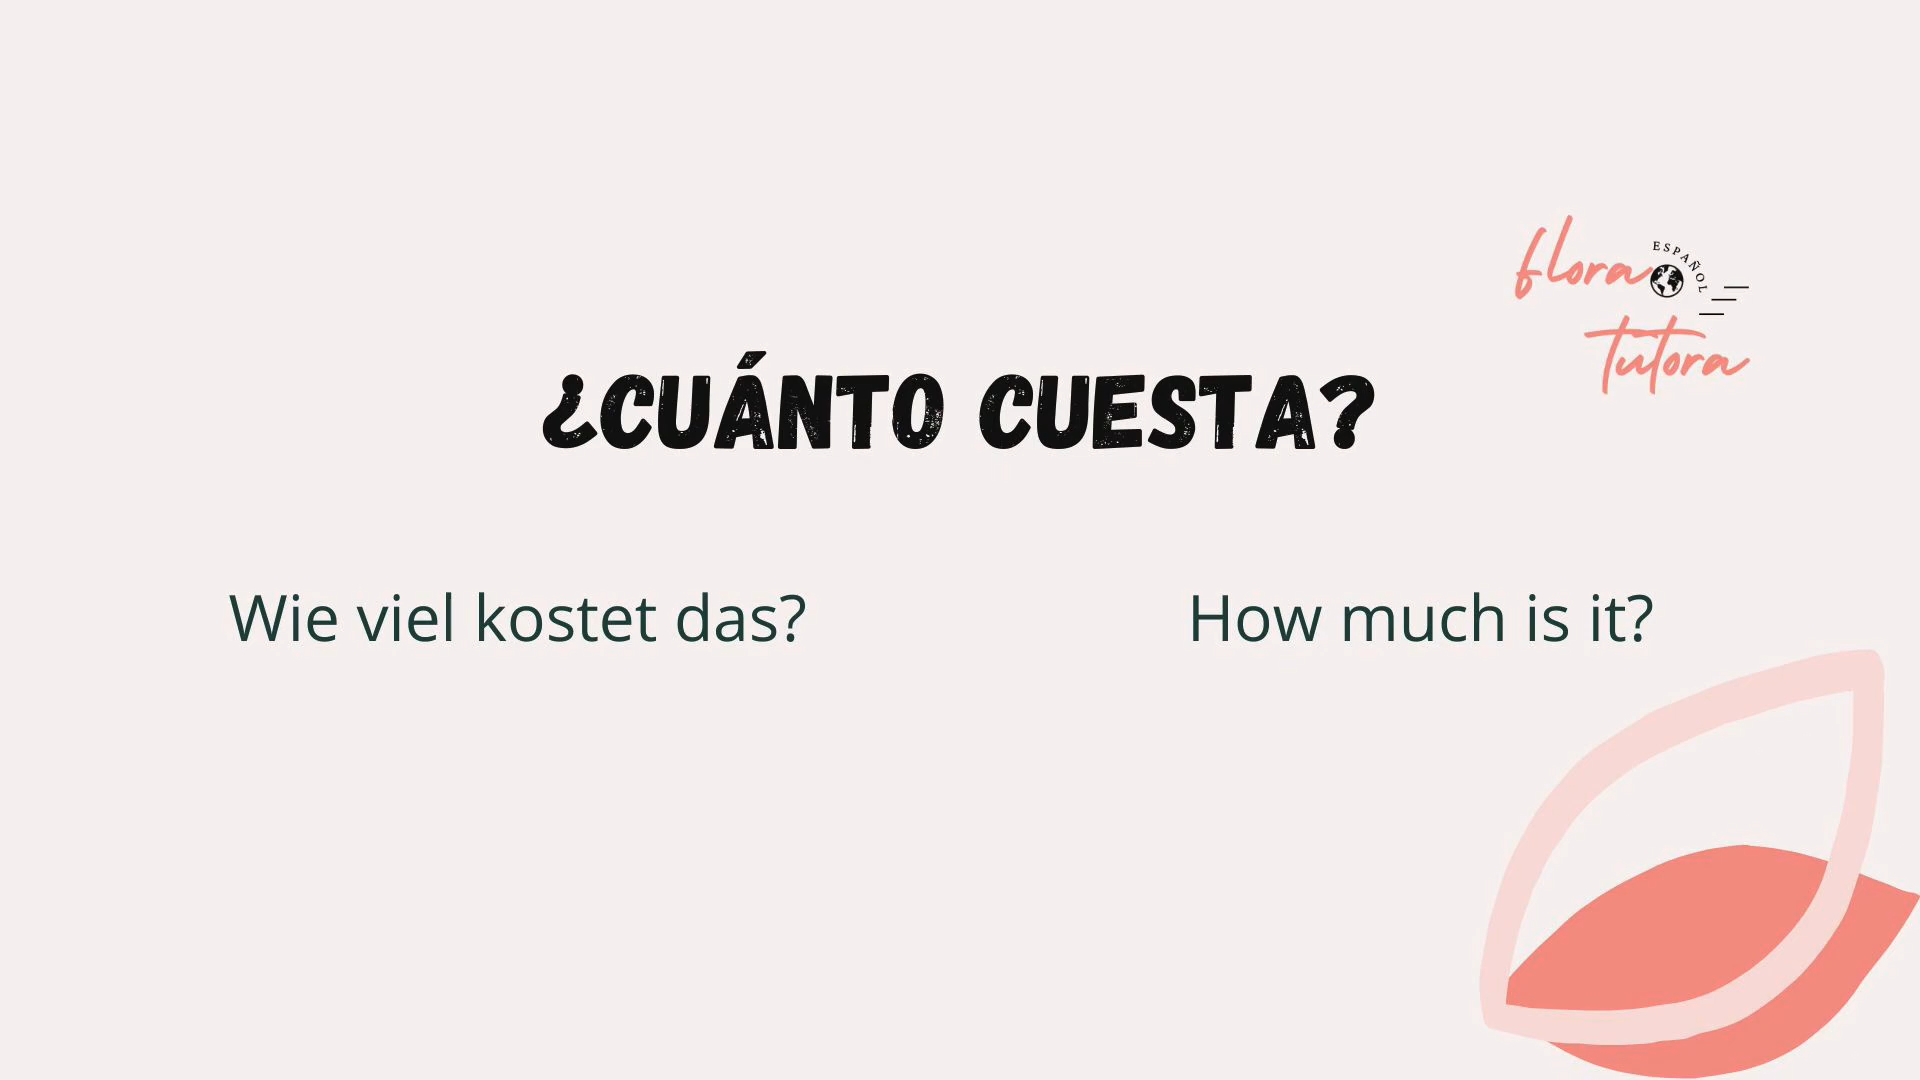 flora
ESPAÑOL
tutora
¿CUÁNTO CUESTA?
Wie viel kostet das?
How much is it?